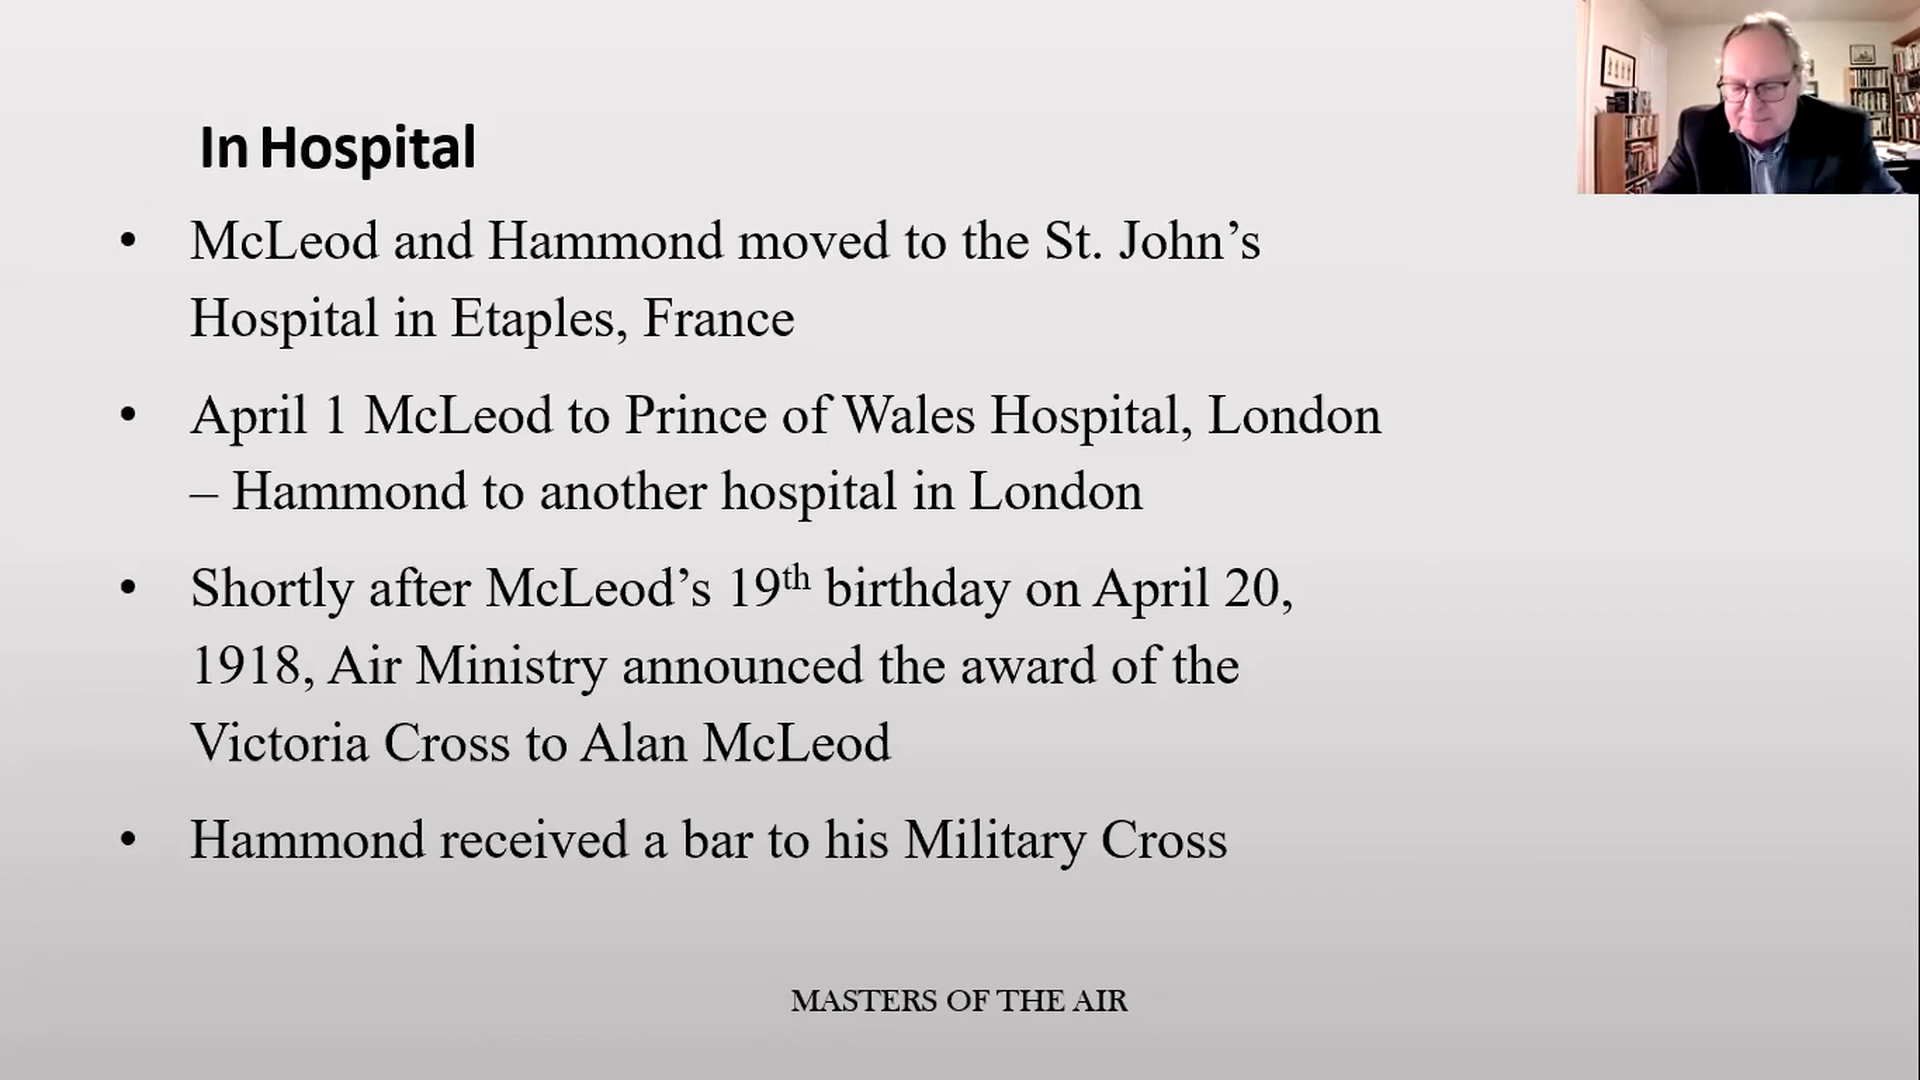 In Hospital
• McLeod and Hammond moved to the St. John’s
Hospital in Etaples, France
• April 1 McLeod to Prince of Wales Hospital, London
– Hammond to another hospital in London
• Shortly after McLeod’s 19th birthday on April 20,
1918, Air Ministry announced the award of the
Victoria Cross to Alan McLeod
• Hammond received a bar to his Military Cross
MASTERS OF THE AIR